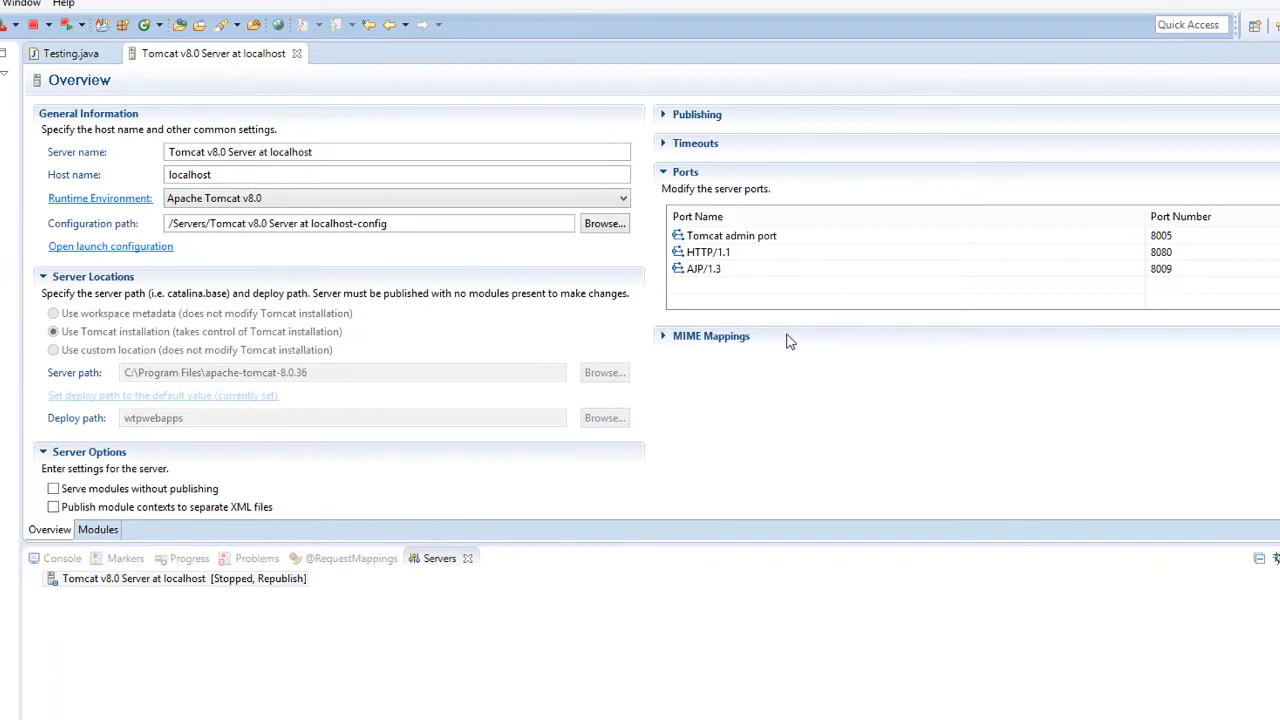 Window Help
Quick Access
Testing.java
Tomcat v8.0 Server at localhost
Overview
General Information
Specify the host name and other common settings.
Server name:
Tomcat v8.0 Server at localhost
Host name:
localhost
Runtime Environment:
Apache Tomcat v8.0
Configuration path:
/Servers/Tomcat v8.0 Server at localhost-config
Browse...
Open launch configuration
Server Locations
Specify the server path (i.e. catalina.base) and deploy path. Server must be published with no modules present to make changes.
Use workspace metadata (does not modify Tomcat installation)
Use Tomcat installation (takes control of Tomcat installation)
Use custom location (does not modify Tomcat installation)
Server path:
C:\Program Files\apache-tomcat-8.0.36
Browse...
Set deploy path to the default value (currently set)
Deploy path:
wtpwebapps
Browse...
Server Options
Enter settings for the server.
Serve modules without publishing
Publish module contexts to separate XML files
Publishing
Timeouts
Ports
Modify the server ports.
Port Name Port Number
Tomcat admin port 8005
HTTP/1.1 8080
AJP/1.3 8009
MIME Mappings
Overview Modules
Console Markers Progress Problems @RequestMappings Servers
Tomcat v8.0 Server at localhost [Stopped, Republish]